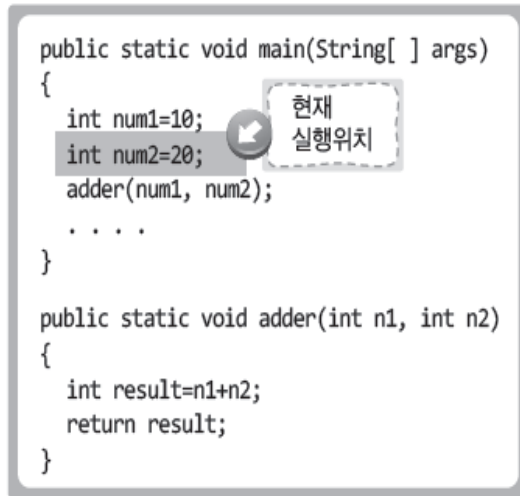 public static void main(String[ ] args)
{
int num1=10;
현재
실행위치
int num2=20;
adder(num1, num2);
. . . .
}
public static void adder(int n1, int n2)
{
int result=n1+n2;
return result;
}